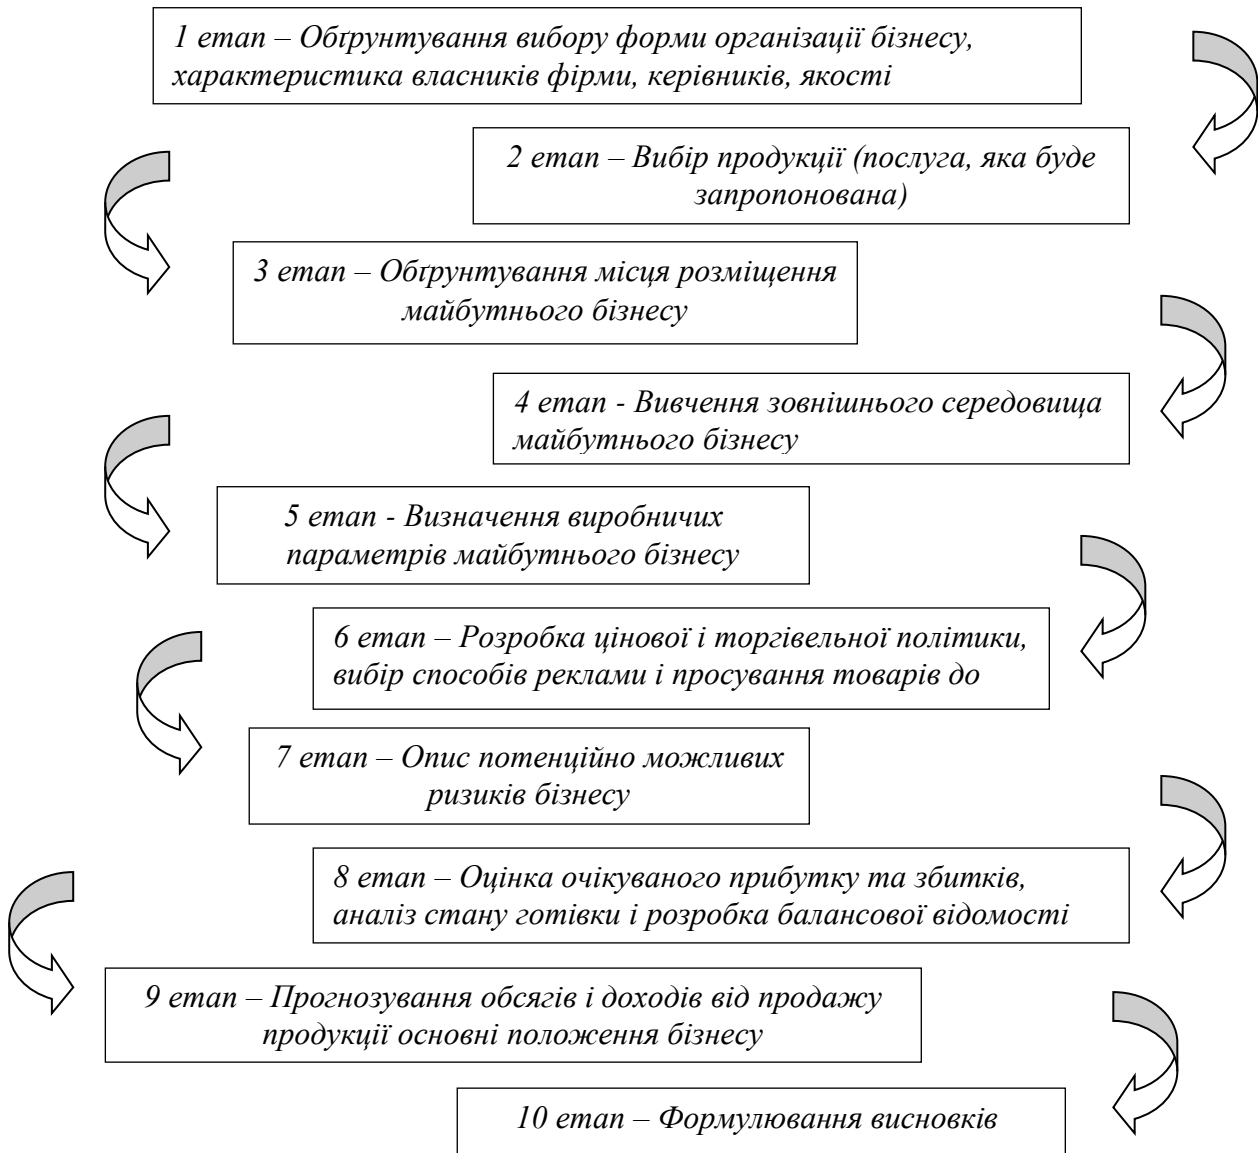 1 етап – Обґрунтування вибору форми організації бізнесу,
характеристика власників фірми, керівників, якості
2 етап – Вибір продукції (послуга, яка буде
запропонована)
3 етап – Обґрунтування місця розміщення
майбутнього бізнесу
4 етап - Вивчення зовнішнього середовища
майбутнього бізнесу
5 етап - Визначення виробничих
параметрів майбутнього бізнесу
6 етап – Розробка цінової і торгівельної політики,
вибір способів реклами і просування товарів до
7 етап – Опис потенційно можливих
ризиків бізнесу
8 етап – Оцінка очікуваного прибутку та збитків,
аналіз стану готівки і розробка балансової відомості
9 етап – Прогнозування обсягів і доходів від продажу
продукції основні положення бізнесу
10 етап – Формулювання висновків